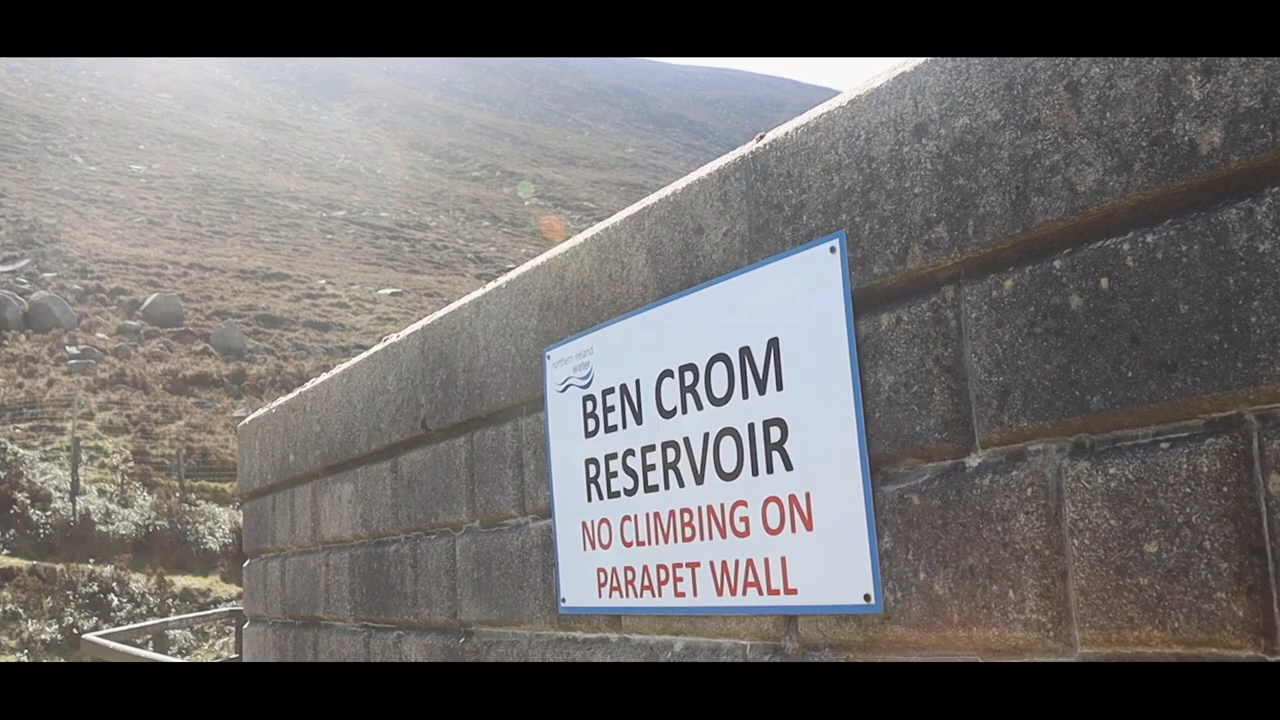 northern ireland
water
BEN CROM
RESERVOIR
NO CLIMBING ON
PARAPET WALL